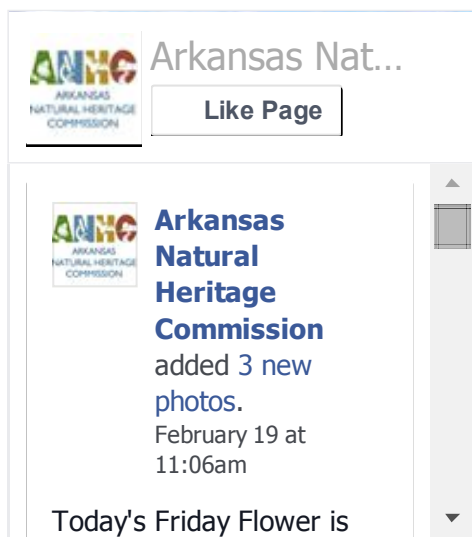 ANHC
ARKANSAS
NATURAL HERITAGE
COMMISSION
Arkansas Nat...
Like Page
ANHC
ARKANSAS
NATURAL HERITAGE
COMMISSION
Arkansas
Natural
Heritage
Commission
added 3 new
photos.
February 19 at
11:06am
Today's Friday Flower is